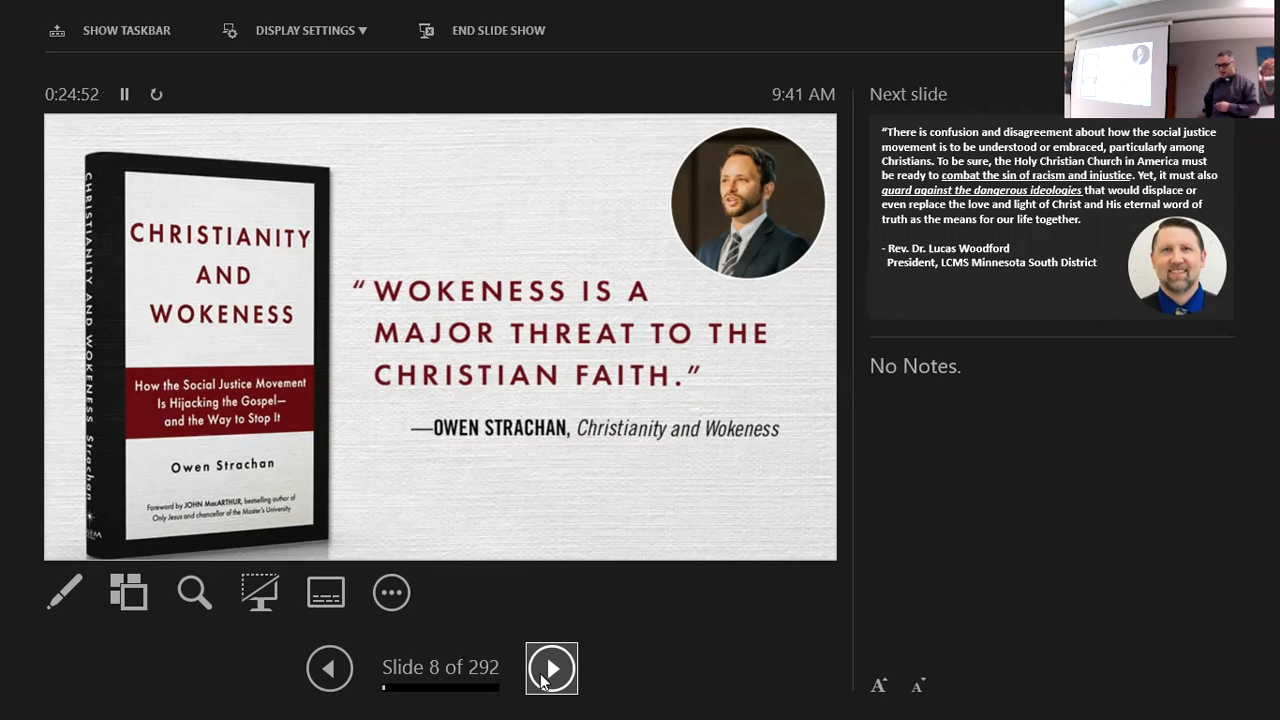 SHOW TASKBAR
DISPLAY SETTINGS ▼
END SLIDE SHOW
0:24:52
9:41 AM
CHRISTIANITY AND WOKENESS Strachan
CHRISTIANITY
AND
WOKENESS
How the Social Justice Movement
Is Hijacking the Gospel—
and the Way to Stop It
Owen Strachan
Foreword by JOHN MacARTHUR, bestselling author of
Only Jesus and chancellor of the Master's University
“WOKENESS IS A
MAJOR THREAT TO THE
CHRISTIAN FAITH.”
—OWEN STRACHAN, Christianity and Wokeness
Next slide
“There is confusion and disagreement about how the social justice
movement is to be understood or embraced, particularly among
Christians. To be sure, the Holy Christian Church in America must
be ready to combat the sin of racism and injustice. Yet, it must also
guard against the dangerous ideologies that would displace or
even replace the love and light of Christ and His eternal word of
truth as the means for our life together.
- Rev. Dr. Lucas Woodford
President, LCMS Minnesota South District
No Notes.
Slide 8 of 292
A A